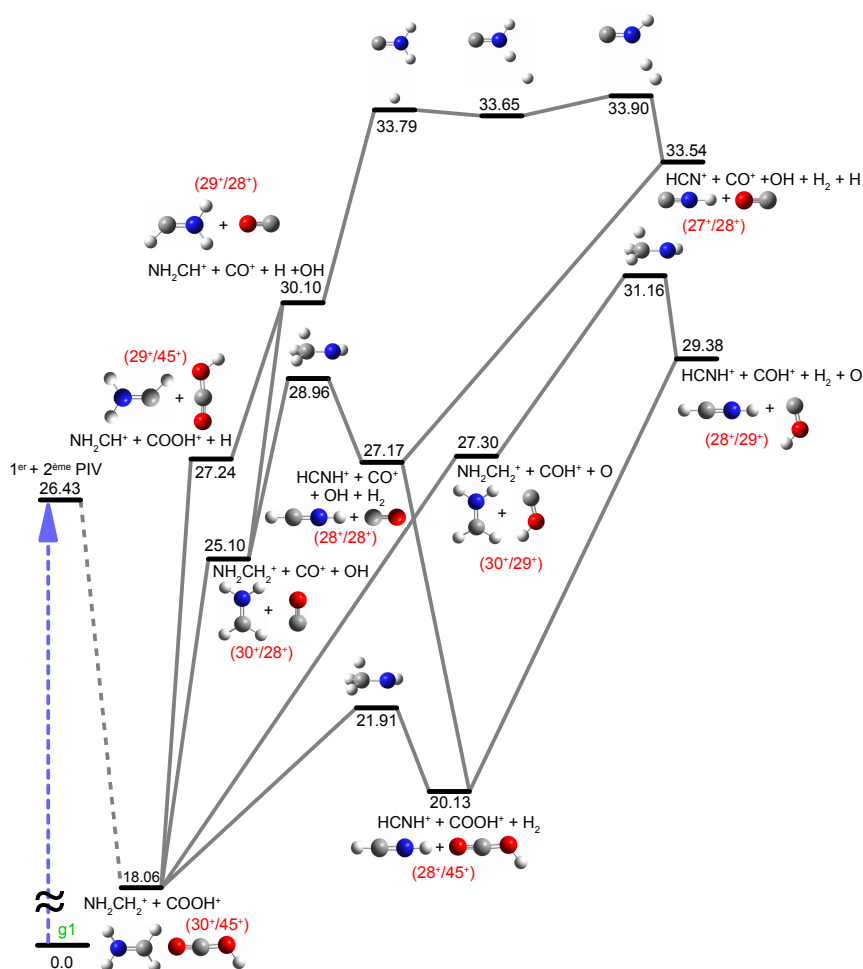 33.79
33.65
33.90
33.54
HCN⁺ + CO⁺ +OH + H₂ + H
+
(27⁺/28⁺)
(29⁺/28⁺)
+
NH₂CH⁺ + CO⁺ + H +OH
30.10
31.16
29.38
HCNH⁺ + COH⁺ + H₂ + O
+
(28⁺/29⁺)
(29⁺/45⁺)
+
NH₂CH⁺ + COOH⁺ + H
27.24
28.96
27.17
HCNH⁺ + CO⁺
+ OH + H₂
+
(28⁺/28⁺)
27.30
NH₂CH₂⁺ + COH⁺ + O
+
(30⁺/29⁺)
1ᵉʳ + 2ᵉᵐᵉ PIV
26.43
25.10
NH₂CH₂⁺ + CO⁺ + OH
+
(30⁺/28⁺)
21.91
20.13
HCNH⁺ + COOH⁺ + H₂
+
(28⁺/45⁺)
18.06
NH₂CH₂⁺ + COOH⁺
(30⁺/45⁺)
g1
0.0